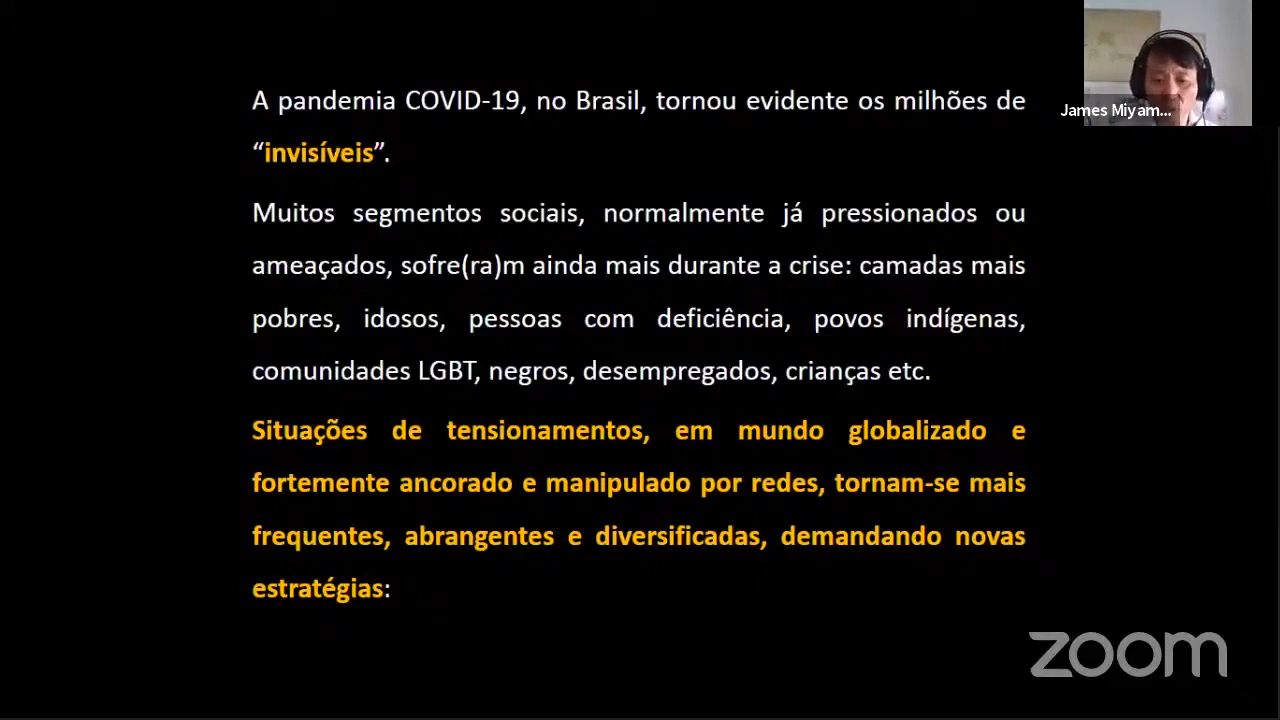 A pandemia COVID-19, no Brasil, tornou evidente os milhões de
“invisíveis”.
Muitos segmentos sociais, normalmente já pressionados ou
ameaçados, sofre(ra)m ainda mais durante a crise: camadas mais
pobres, idosos, pessoas com deficiência, povos indígenas,
comunidades LGBT, negros, desempregados, crianças etc.
Situações de tensionamentos, em mundo globalizado e
fortemente ancorado e manipulado por redes, tornam-se mais
frequentes, abrangentes e diversificadas, demandando novas
estratégias:
James Miyam...
zoom